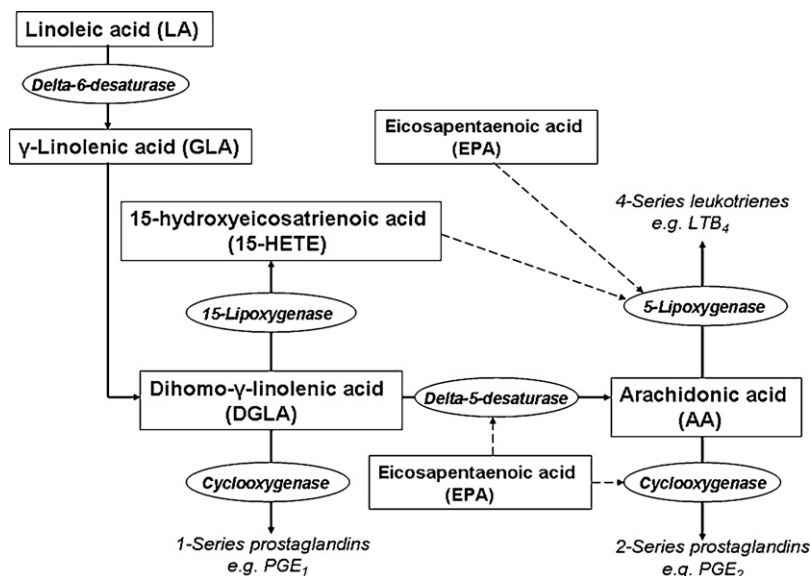 Linoleic acid (LA)
Delta-6-desaturase
γ-Linolenic acid (GLA)
Eicosapentaenoic acid
(EPA)
4-Series leukotrienes
e.g. LTB4
15-hydroxyeicosatrienoic acid
(15-HETE)
15-Lipoxygenase
5-Lipoxygenase
Dihomo-γ-linolenic acid
(DGLA)
Delta-5-desaturase
Arachidonic acid
(AA)
Cyclooxygenase
Eicosapentaenoic acid
(EPA)
Cyclooxygenase
1-Series prostaglandins
e.g. PGE1
2-Series prostaglandins
e.g. PGE2